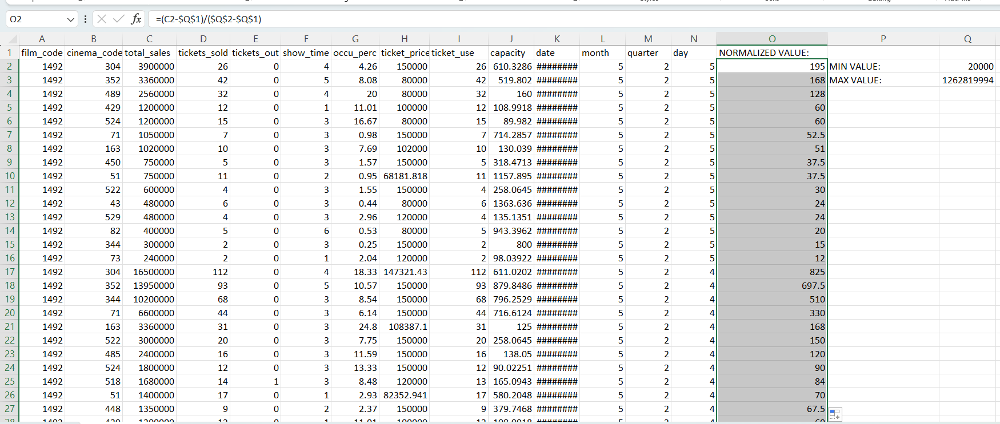 O2 fx =(C2-$Q$1)/($Q$2-$Q$1)
A B C D E F G H I J K L M N O P Q
1 film_code cinema_code total_sales tickets_sold tickets_out show_time occu_perc ticket_price ticket_use capacity date month quarter day NORMALIZED VALUE:
2 1492 304 3900000 26 0 4 4.26 150000 26 610.3286 ######## 5 2 5 195 MIN VALUE: 20000
3 1492 352 3360000 42 0 5 8.08 80000 42 519.802 ######## 5 2 5 168 MAX VALUE: 1262819994
4 1492 489 2560000 32 0 4 20 80000 32 160 ######## 5 2 5 128
5 1492 429 1200000 12 0 1 11.01 100000 12 108.9918 ######## 5 2 5 60
6 1492 524 1200000 15 0 3 16.67 80000 15 89.982 ######## 5 2 5 60
7 1492 71 1050000 7 0 3 0.98 150000 7 714.2857 ######## 5 2 5 52.5
8 1492 163 1020000 10 0 3 7.69 102000 10 130.039 ######## 5 2 5 51
9 1492 450 750000 5 0 3 1.57 150000 5 318.4713 ######## 5 2 5 37.5
10 1492 51 750000 11 0 2 0.95 68181.818 11 1157.895 ######## 5 2 5 37.5
11 1492 522 600000 4 0 3 1.55 150000 4 258.0645 ######## 5 2 5 30
12 1492 43 480000 6 0 3 0.44 80000 6 1363.636 ######## 5 2 5 24
13 1492 529 480000 4 0 3 2.96 120000 4 135.1351 ######## 5 2 5 24
14 1492 82 400000 5 0 6 0.53 80000 5 943.3962 ######## 5 2 5 20
15 1492 344 300000 2 0 3 0.25 150000 2 800 ######## 5 2 5 15
16 1492 73 240000 2 0 1 2.04 120000 2 98.03922 ######## 5 2 5 12
17 1492 304 16500000 112 0 4 18.33 147321.43 112 611.0202 ######## 5 2 4 825
18 1492 352 13950000 93 0 5 10.57 150000 93 879.8486 ######## 5 2 4 697.5
19 1492 344 10200000 68 0 3 8.54 150000 68 796.2529 ######## 5 2 4 510
20 1492 71 6600000 44 0 3 6.14 150000 44 716.6124 ######## 5 2 4 330
21 1492 163 3360000 31 0 3 24.8 108387.1 31 125 ######## 5 2 4 168
22 1492 522 3000000 20 0 3 7.75 150000 20 258.0645 ######## 5 2 4 150
23 1492 485 2400000 16 0 3 11.59 150000 16 138.05 ######## 5 2 4 120
24 1492 524 1800000 12 0 3 13.33 150000 12 90.02251 ######## 5 2 4 90
25 1492 518 1680000 14 1 3 8.48 120000 13 165.0943 ######## 5 2 4 84
26 1492 51 1400000 17 0 1 2.93 82352.941 17 580.2048 ######## 5 2 4 70
27 1492 448 1350000 9 0 2 2.37 150000 9 379.7468 ######## 5 2 4 67.5